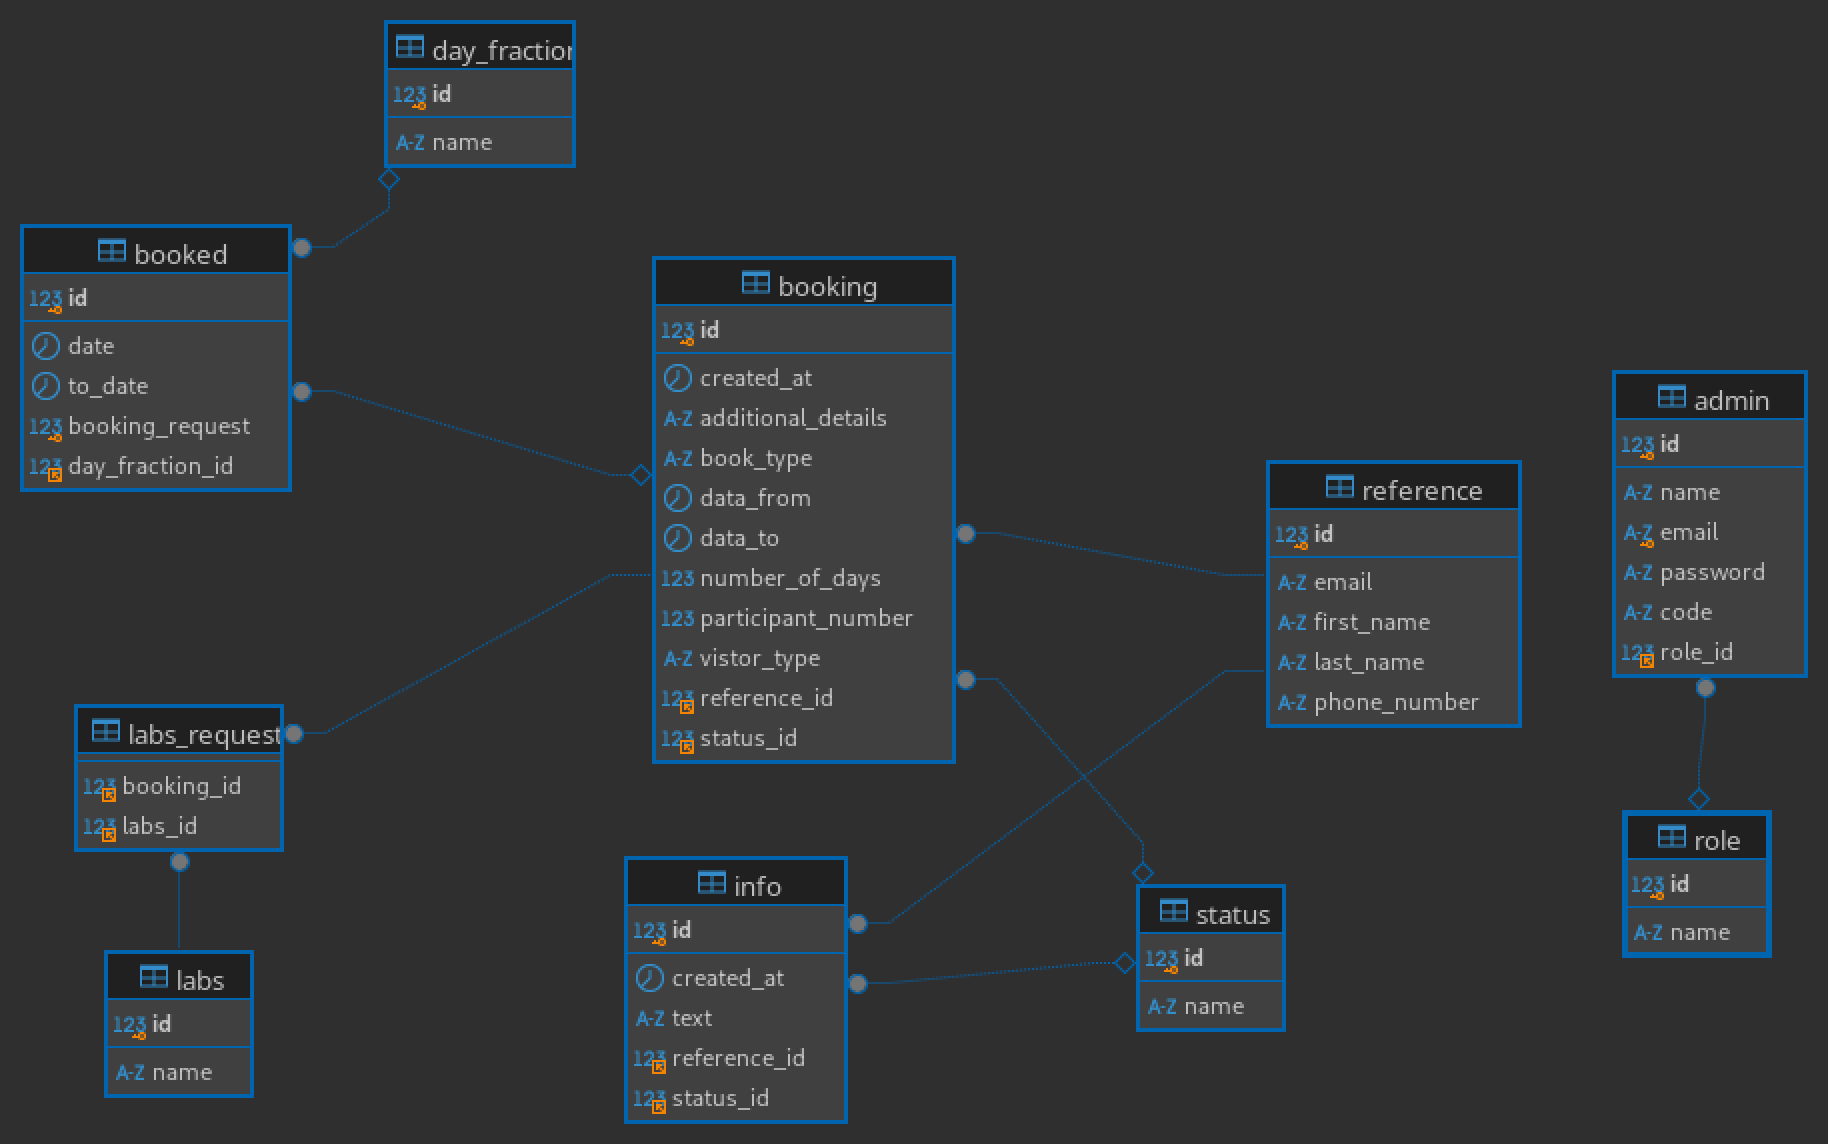 day_fraction
123 id
A-Z name
booked
123 id
date
to_date
123 booking_request
123 day_fraction_id
booking
123 id
created_at
A-Z additional_details
A-Z book_type
data_from
data_to
123 number_of_days
123 participant_number
A-Z vistor_type
123 reference_id
123 status_id
reference
123 id
A-Z email
A-Z first_name
A-Z last_name
A-Z phone_number
admin
123 id
A-Z name
A-Z email
A-Z password
A-Z code
123 role_id
labs_request
123 booking_id
123 labs_id
role
123 id
A-Z name
info
123 id
created_at
A-Z text
123 reference_id
123 status_id
status
123 id
A-Z name
labs
123 id
A-Z name